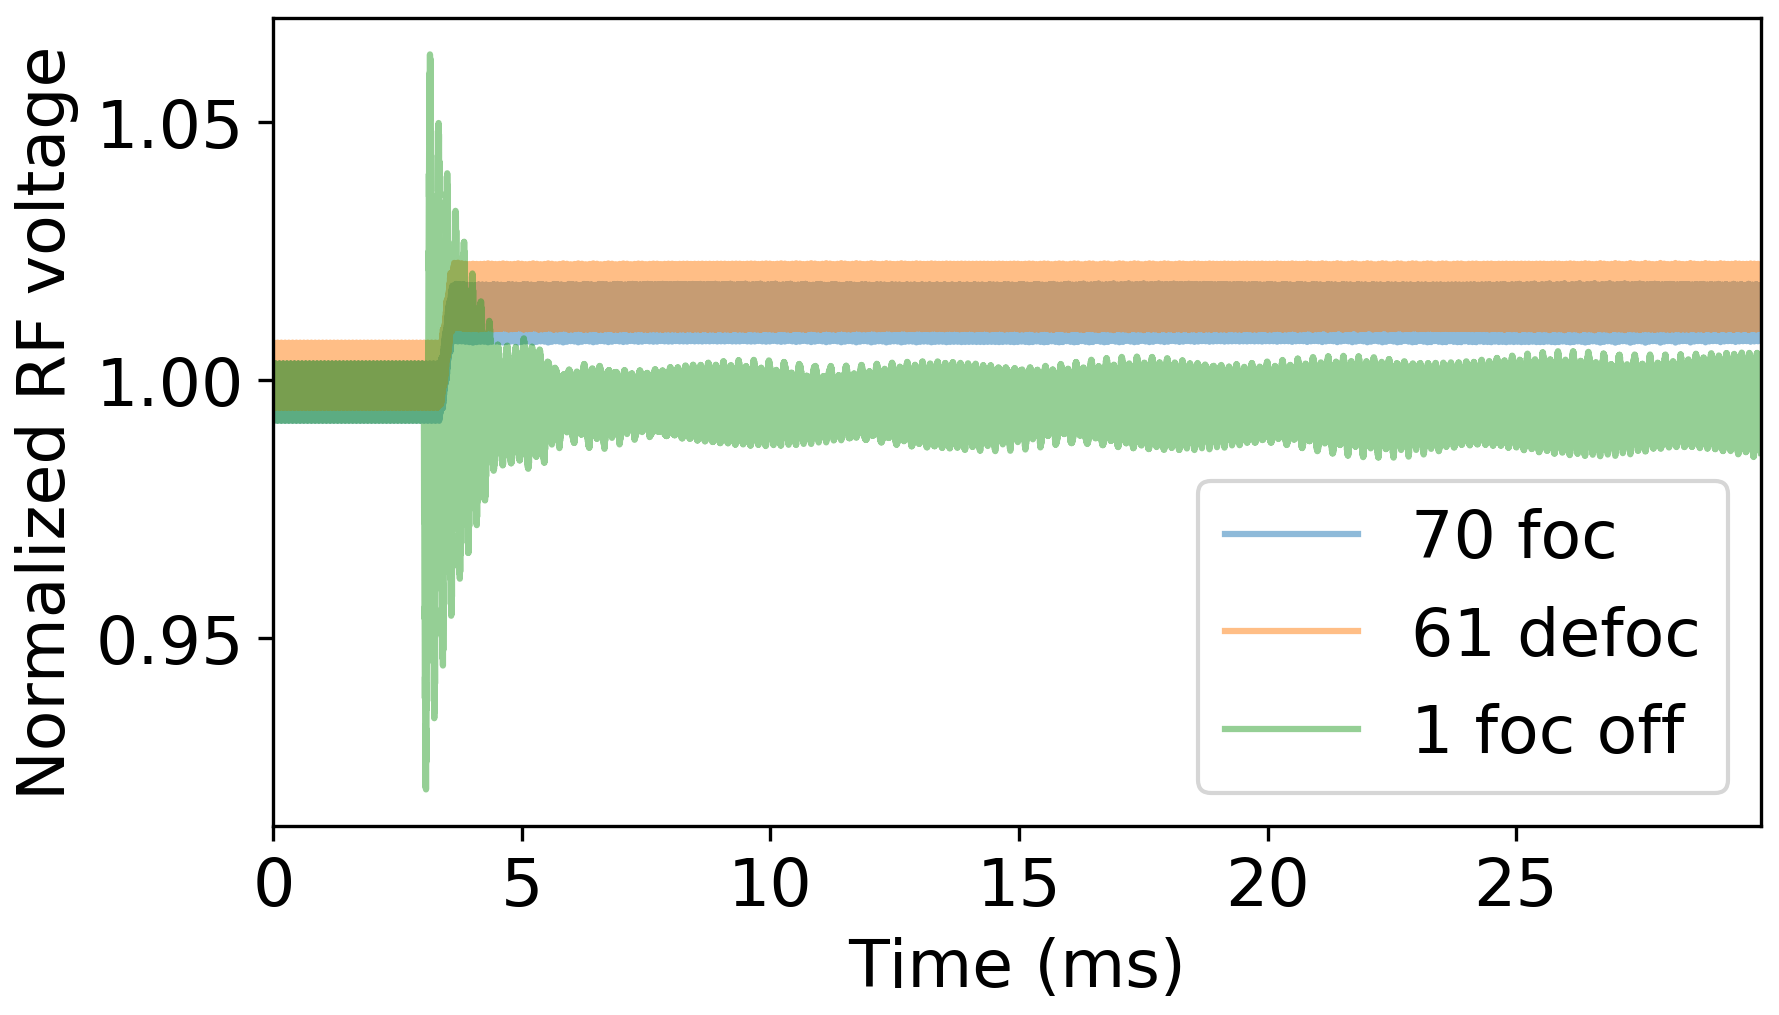 Normalized RF voltage
1.05
1.00
0.95
70 foc
61 defoc
1 foc off
0 5 10 15 20 25
Time (ms)